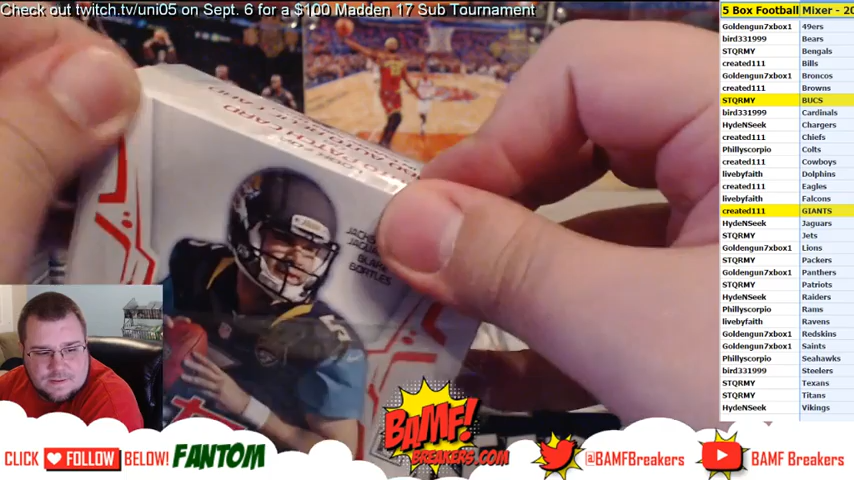 Check out twitch.tv/uni05 on Sept. 6 for a $100 Madden 17 Sub Tournament
5 Box Football Mixer - 20
Goldengun7xbox1 49ers
bird331999 Bears
STQRMY Bengals
created111 Bills
Goldengun7xbox1 Broncos
created111 Browns
STQRMY BUCS
bird331999 Cardinals
HydeNSeek Chargers
created111 Chiefs
Phillyscorpio Colts
created111 Cowboys
livebyfaith Dolphins
created111 Eagles
livebyfaith Falcons
created111 GIANTS
HydeNSeek Jaguars
STQRMY Jets
Goldengun7xbox1 Lions
STQRMY Packers
Goldengun7xbox1 Panthers
STQRMY Patriots
HydeNSeek Raiders
Phillyscorpio Rams
livebyfaith Ravens
Goldengun7xbox1 Redskins
Goldengun7xbox1 Saints
Phillyscorpio Seahawks
bird331999 Steelers
STQRMY Texans
STQRMY Titans
HydeNSeek Vikings
PATCH CARD
BLAKE
BORTLES
CLICK FOLLOW BELOW! FANTOM
BAMF!
BREAKERS.COM
@BAMFBreakers
BAMF Breakers